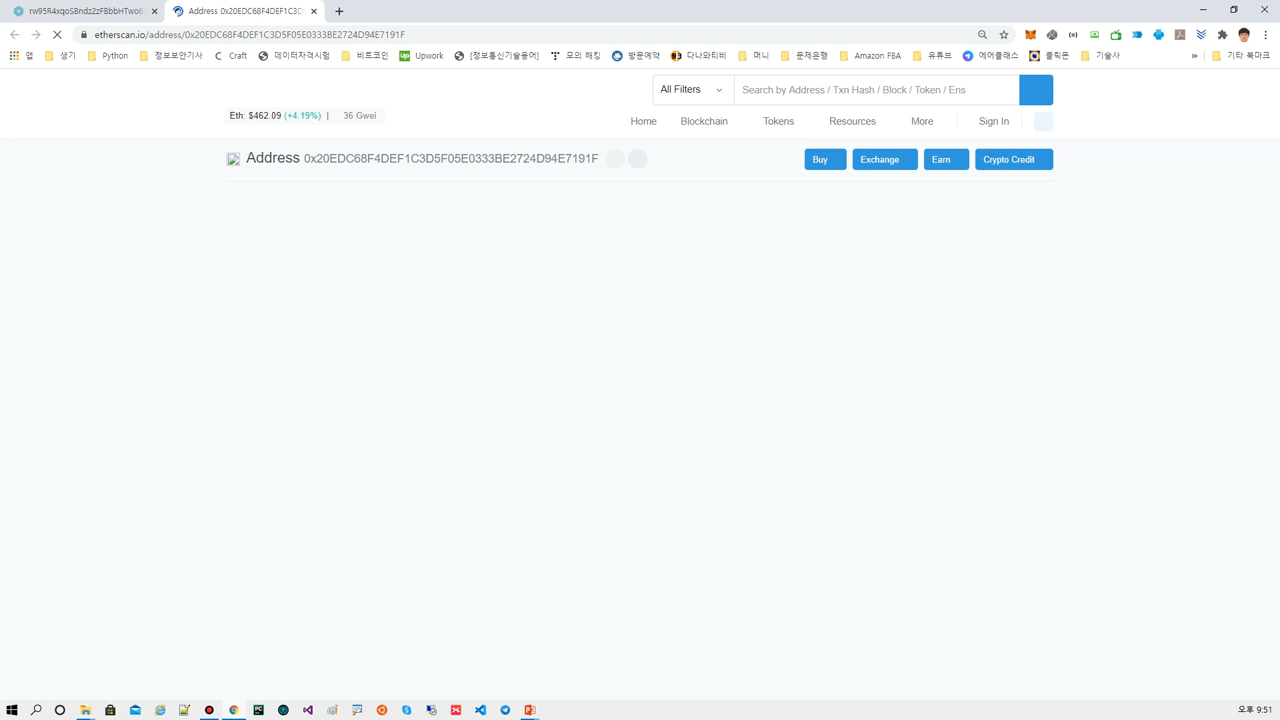 rw95R4xqoSBndz2zFBbbHTwo6
Address 0x20EDC68F4DEF1C3D5
etherscan.io/address/0x20EDC68F4DEF1C3D5F05E0333BE2724D94E7191F
앱 생기 Python 정보보안기사 Craft 데이터자격시험 비트코인 Upwork [정보통신기술용어] 모의 해킹 방문예약 다나와티비 머니 문제은행 Amazon FBA 유튜브 에어클래스 클릭몬 기술사 » 기타 북마크
All Filters Search by Address / Txn Hash / Block / Token / Ens
Eth: $462.09 (+4.19%) | 36 Gwei
Home Blockchain Tokens Resources More Sign In
Address 0x20EDC68F4DEF1C3D5F05E0333BE2724D94E7191F
Buy Exchange Earn Crypto Credit
오후 9:51